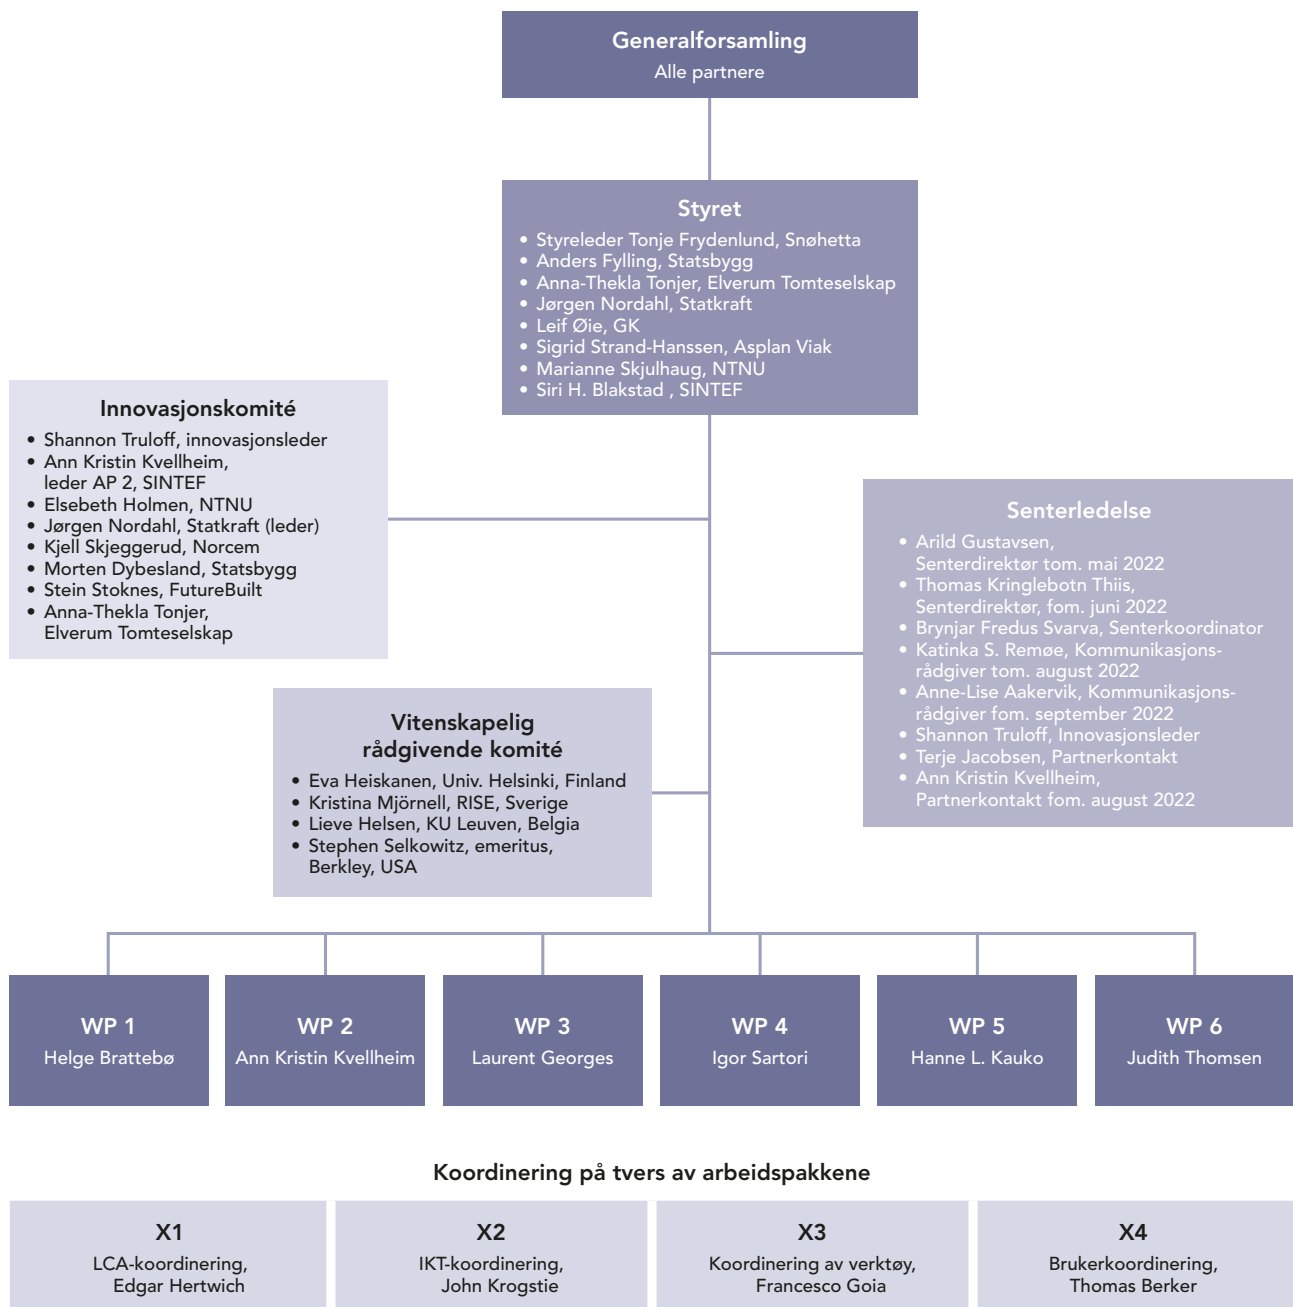 Generalforsamling
Alle partnere
Styret
• Styreleder Tonje Frydenlund, Snøhetta
• Anders Fylling, Statsbygg
• Anna-Thekla Tonjer, Elverum Tomteselskap
• Jørgen Nordahl, Statkraft
• Leif Øie, GK
• Sigrid Strand-Hanssen, Asplan Viak
• Marianne Skjulhaug, NTNU
• Siri H. Blakstad , SINTEF
Innovasjonskomité
• Shannon Truloff, innovasjonsleder
• Ann Kristin Kvellheim,
leder AP 2, SINTEF
• Elsebeth Holmen, NTNU
• Jørgen Nordahl, Statkraft (leder)
• Kjell Skjeggerud, Norcem
• Morten Dybesland, Statsbygg
• Stein Stoknes, FutureBuilt
• Anna-Thekla Tonjer,
Elverum Tomteselskap
Senterledelse
• Arild Gustavsen,
Senterdirektør tom. mai 2022
• Thomas Kringlebotn Thiis,
Senterdirektør, fom. juni 2022
• Brynjar Fredus Svarva, Senterkoordinator
• Katinka S. Remøe, Kommunikasjons-
rådgiver tom. august 2022
• Anne-Lise Aakervik, Kommunikasjons-
rådgiver fom. september 2022
• Shannon Truloff, Innovasjonsleder
• Terje Jacobsen, Partnerkontakt
• Ann Kristin Kvellheim,
Partnerkontakt fom. august 2022
Vitenskapelig
rådgivende komité
• Eva Heiskanen, Univ. Helsinki, Finland
• Kristina Mjörnell, RISE, Sverige
• Lieve Helsen, KU Leuven, Belgia
• Stephen Selkowitz, emeritus,
Berkley, USA
WP 1
Helge Brattebø
WP 2
Ann Kristin Kvellheim
WP 3
Laurent Georges
WP 4
Igor Sartori
WP 5
Hanne L. Kauko
WP 6
Judith Thomsen
Koordinering på tvers av arbeidspakkene
X1
LCA-koordinering,
Edgar Hertwich
X2
IKT-koordinering,
John Krogstie
X3
Koordinering av verktøy,
Francesco Goia
X4
Brukerkoordinering,
Thomas Berker